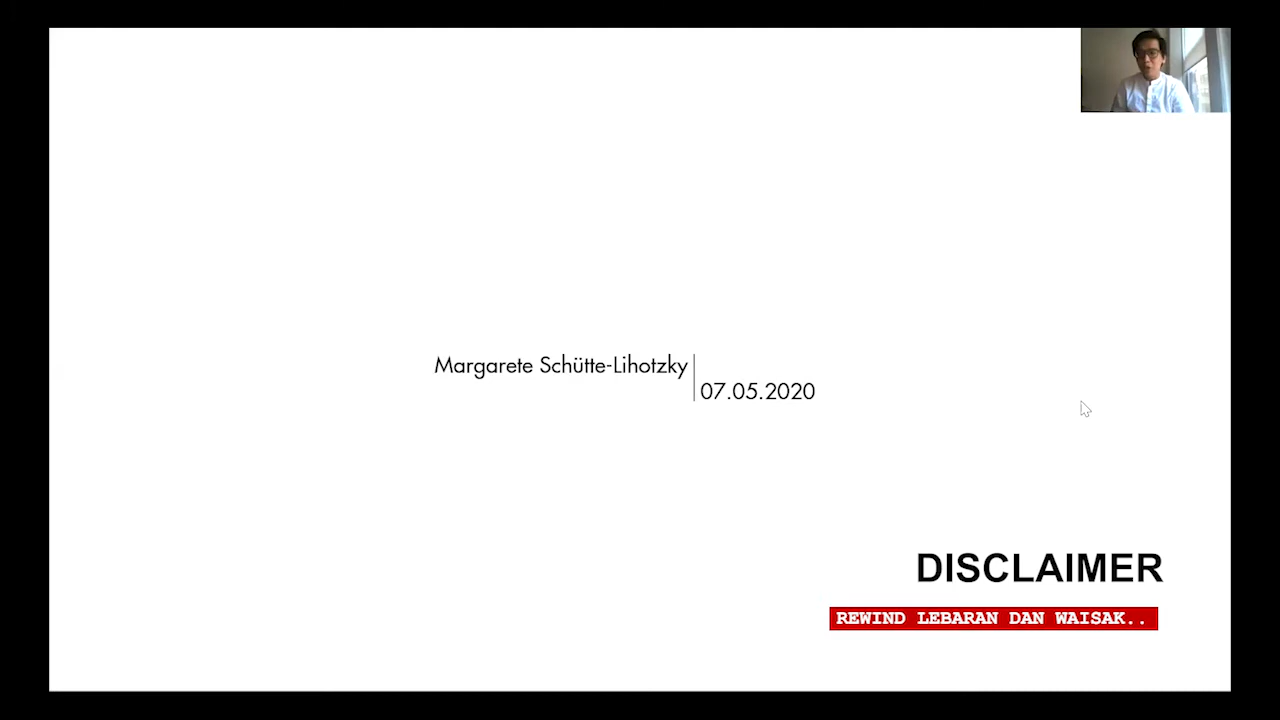 Margarete Schütte-Lihotzky
07.05.2020
DISCLAIMER
REWIND LEBARAN DAN WAISAK..